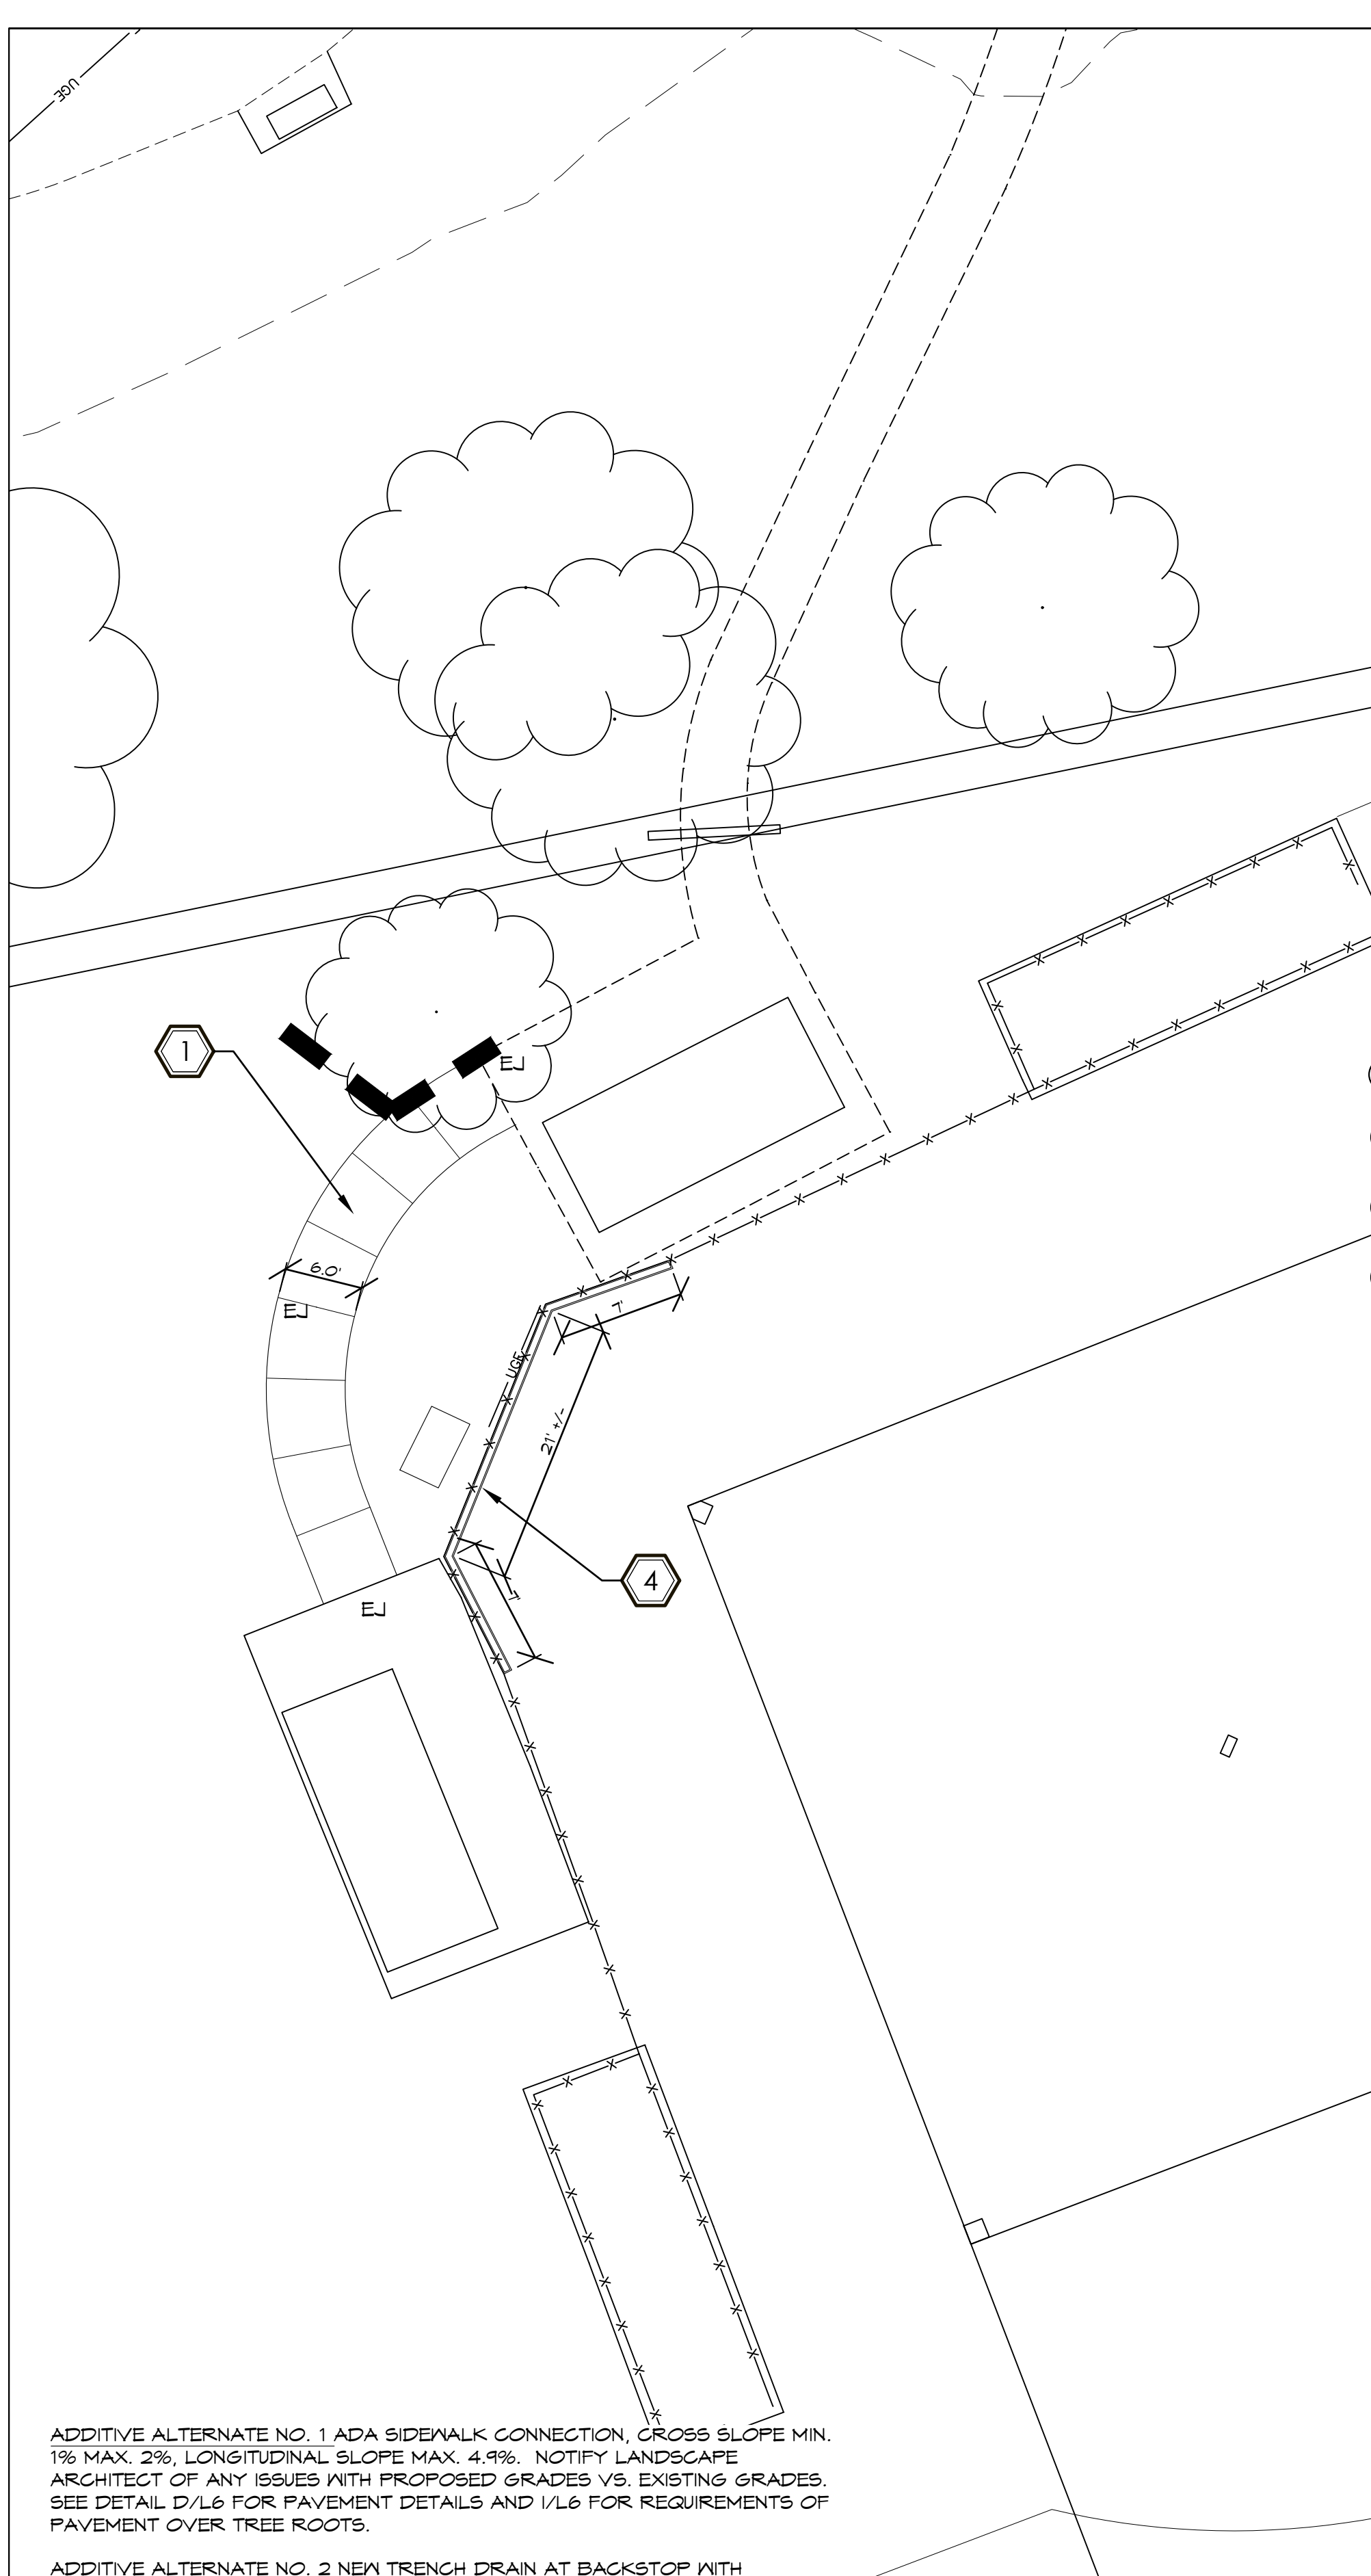 UGE
1
EJ
6.0'
EJ
7'
UGE
21' +/-
4
7'
EJ
ADDITIVE ALTERNATE NO. 1 ADA SIDEWALK CONNECTION, CROSS SLOPE MIN.
1% MAX. 2%, LONGITUDINAL SLOPE MAX. 4.9%. NOTIFY LANDSCAPE
ARCHITECT OF ANY ISSUES WITH PROPOSED GRADES VS. EXISTING GRADES.
SEE DETAIL D/L6 FOR PAVEMENT DETAILS AND I/L6 FOR REQUIREMENTS OF
PAVEMENT OVER TREE ROOTS.
ADDITIVE ALTERNATE NO. 2 NEW TRENCH DRAIN AT BACKSTOP WITH